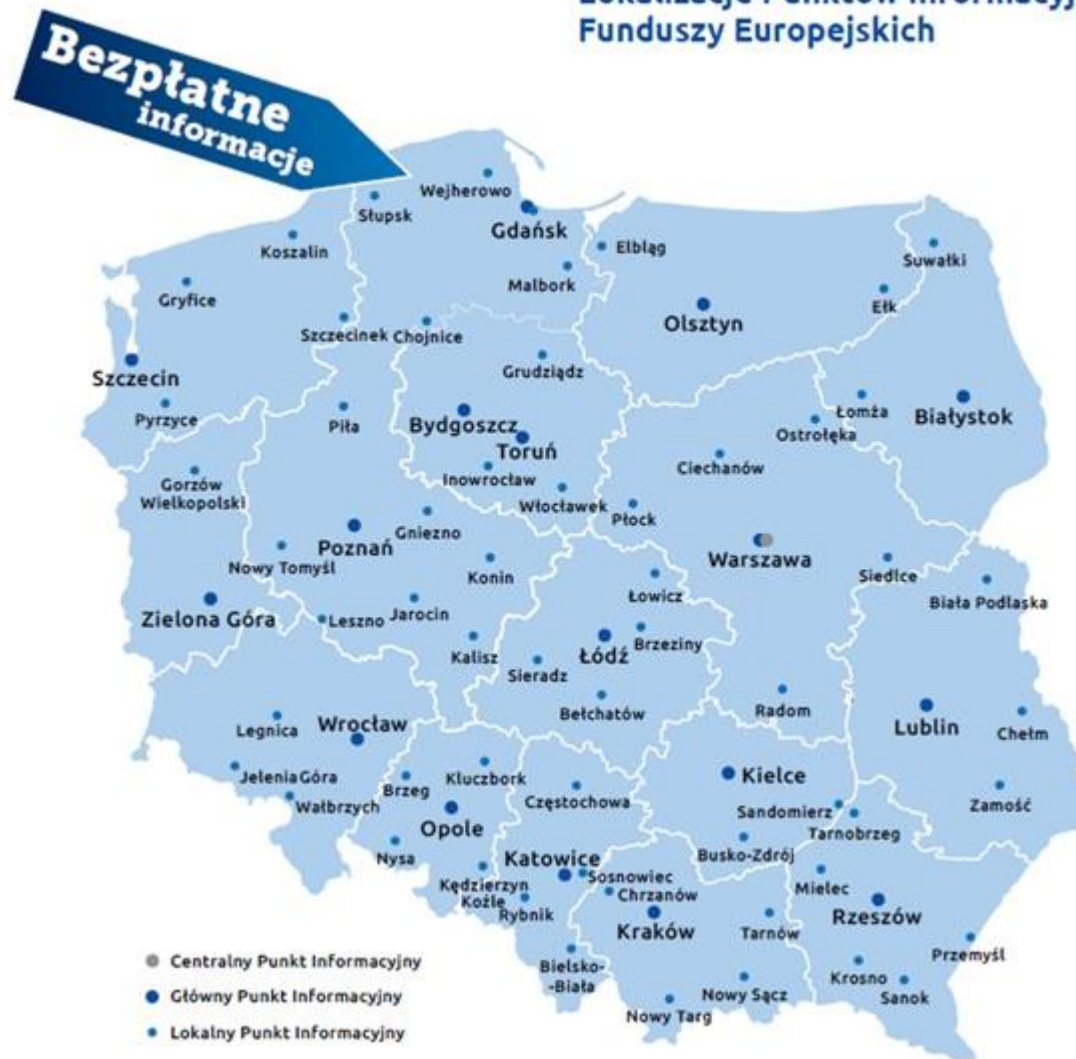 Lokalizacje Punktów Informacyj
Funduszy Europejskich
Bezpłatne
informacje
Wejherowo
Słupsk
Gdańsk
Koszalin
Elbląg
Suwałki
Malbork
Gryfice
Ełk
Olsztyn
Szczecinek
Chojnice
Grudziądz
Szczecin
Pyrzyce
Piła
Bydgoszcz
Łomża
Białystok
Ostrołęka
Toruń
Ciechanów
Inowrocław
Gorzów
Wielkopolski
Włocławek
Płock
Gniezno
Poznań
Warszawa
Nowy Tomyśl
Konin
Siedlce
Łowicz
Biała Podlaska
Zielona Góra
Leszno
Jarocin
Kalisz
Łódź
Brzeziny
Sieradz
Bełchatów
Radom
Legnica
Wrocław
Lublin
Chełm
Jelenia Góra
Wałbrzych
Brzeg
Kluczbork
Częstochowa
Kielce
Zamość
Sandomierz
Tarnobrzeg
Opole
Nysa
Katowice
Busko-Zdrój
Sosnowiec
Mielec
Kędzierzyn
Koźle
Chrzanów
Rybnik
Kraków
Tarnów
Rzeszów
Przemyśl
Bielsko-
-Biała
Nowy Sącz
Krosno
Sanok
Nowy Targ
Centralny Punkt Informacyjny
Główny Punkt Informacyjny
Lokalny Punkt Informacyjny